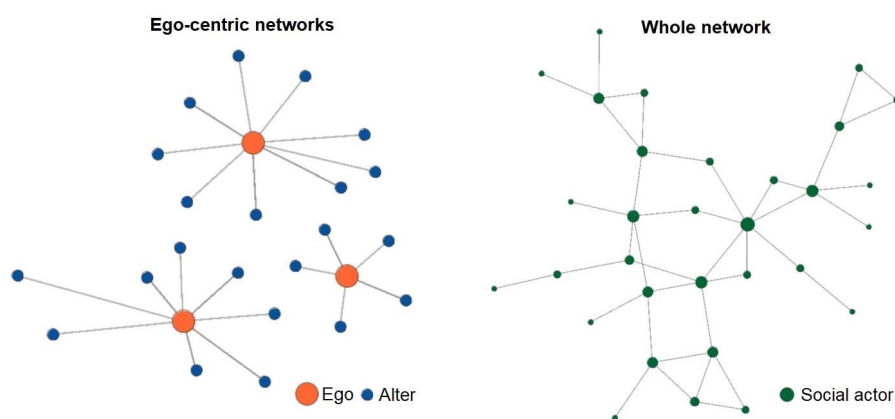 Ego-centric networks
Whole network
Ego
Alter
Social actor